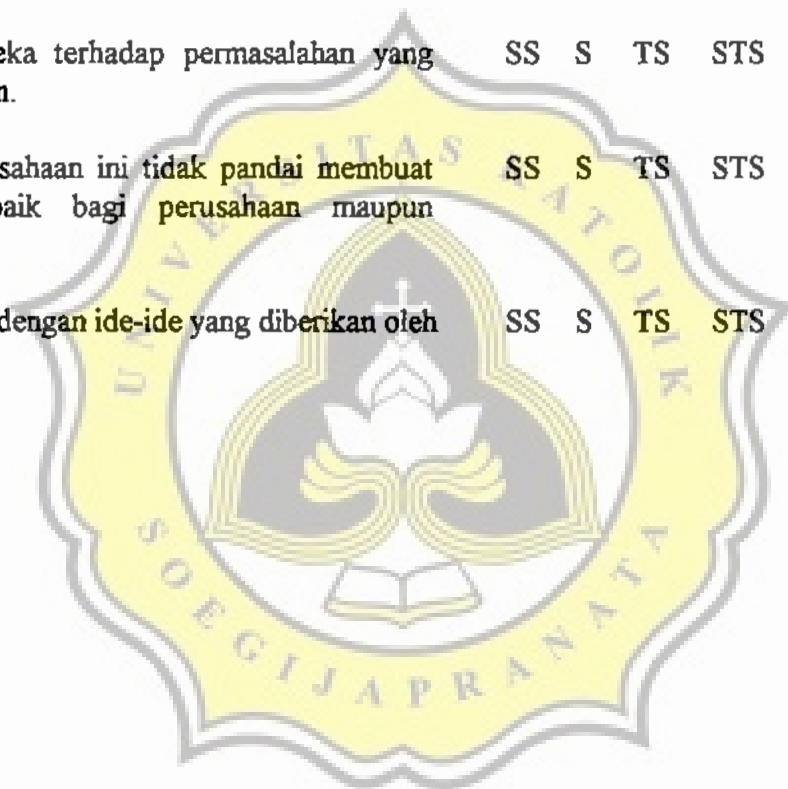 eka terhadap permasalahan yang SS S TS STS
n.
sahaan ini tidak pandai membuat SS S TS STS
baik bagi perusahaan maupun
dengan ide-ide yang diberikan oleh SS S TS STS
UNIVERSITAS KATOLIK
SOEGIJAPRANATA